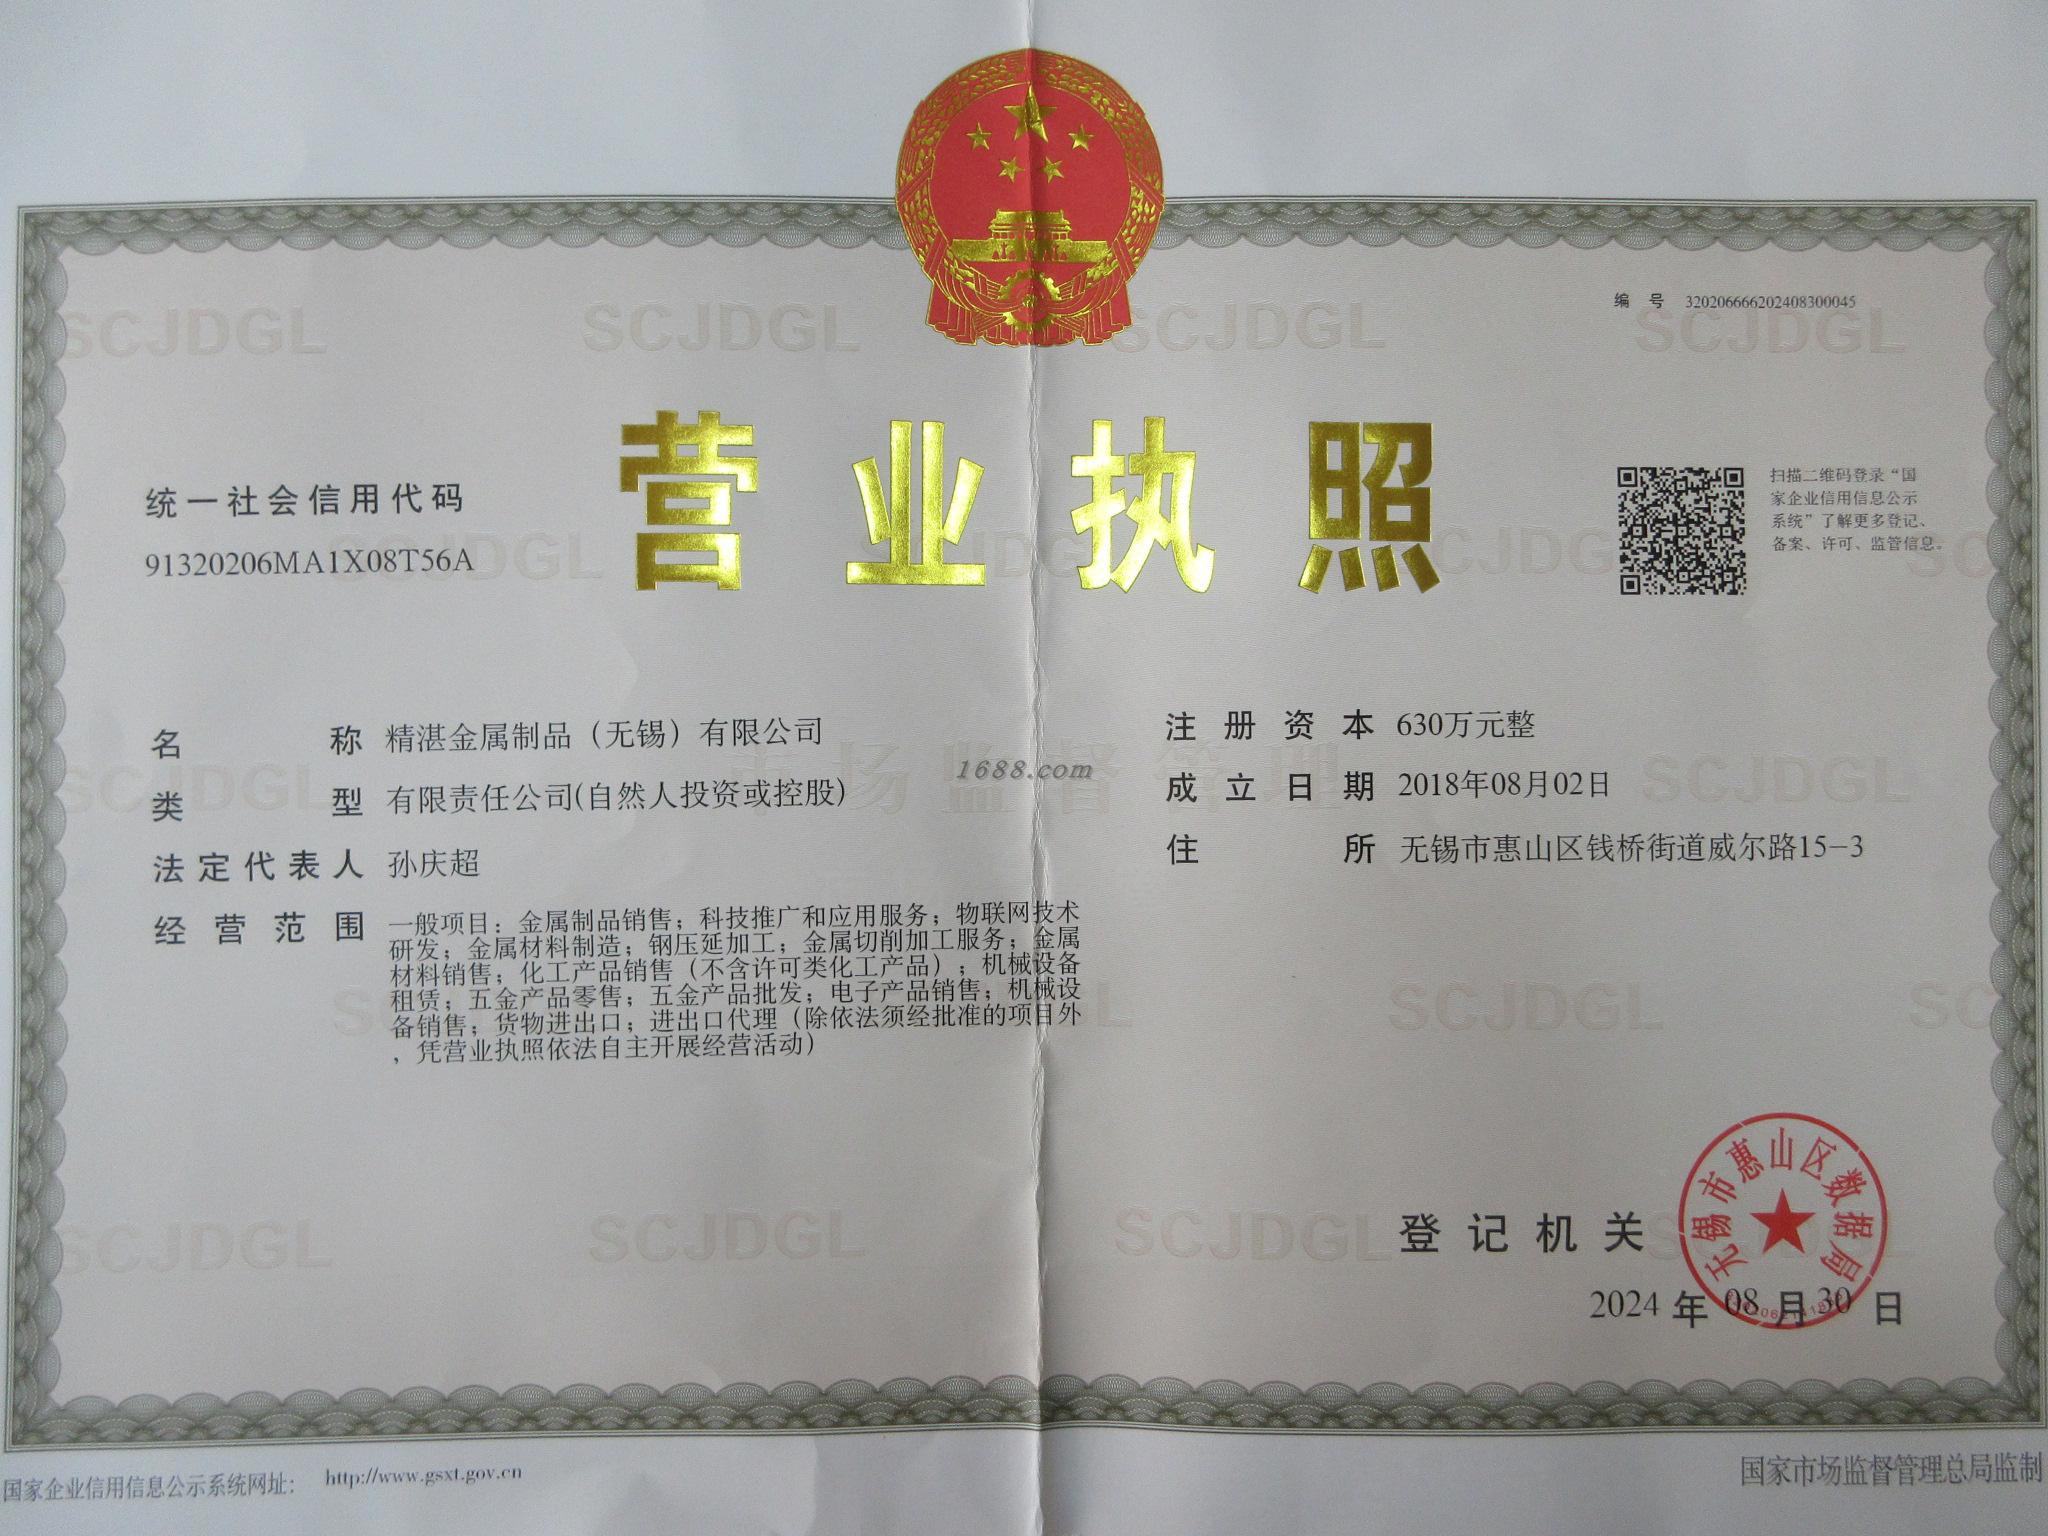 编号 320206666202408300045
营业执照
统一社会信用代码
91320206MA1X08T56A
扫描二维码登录“国
家企业信用信息公示
系统”了解更多登记、
备案、许可、监管信息。
名称 精湛金属制品（无锡）有限公司
类型 有限责任公司(自然人投资或控股)
法定代表人 孙庆超
经营范围 一般项目：金属制品销售；科技推广和应用服务；物联网技术
研发；金属材料制造；钢压延加工；金属切削加工服务；金属
材料销售；化工产品销售（不含许可类化工产品）；机械设备
租赁；五金产品零售；五金产品批发；电子产品销售；机械设
备销售；货物进出口；进出口代理（除依法须经批准的项目外
，凭营业执照依法自主开展经营活动）
注册资本 630万元整
成立日期 2018年08月02日
住所 无锡市惠山区钱桥街道威尔路15-3
1688.com
市场监督管理
SCJDGL
登记机关
无锡市惠山区数据局
2024年08月30日
国家企业信用信息公示系统网址： http://www.gsxt.gov.cn
国家市场监督管理总局监制